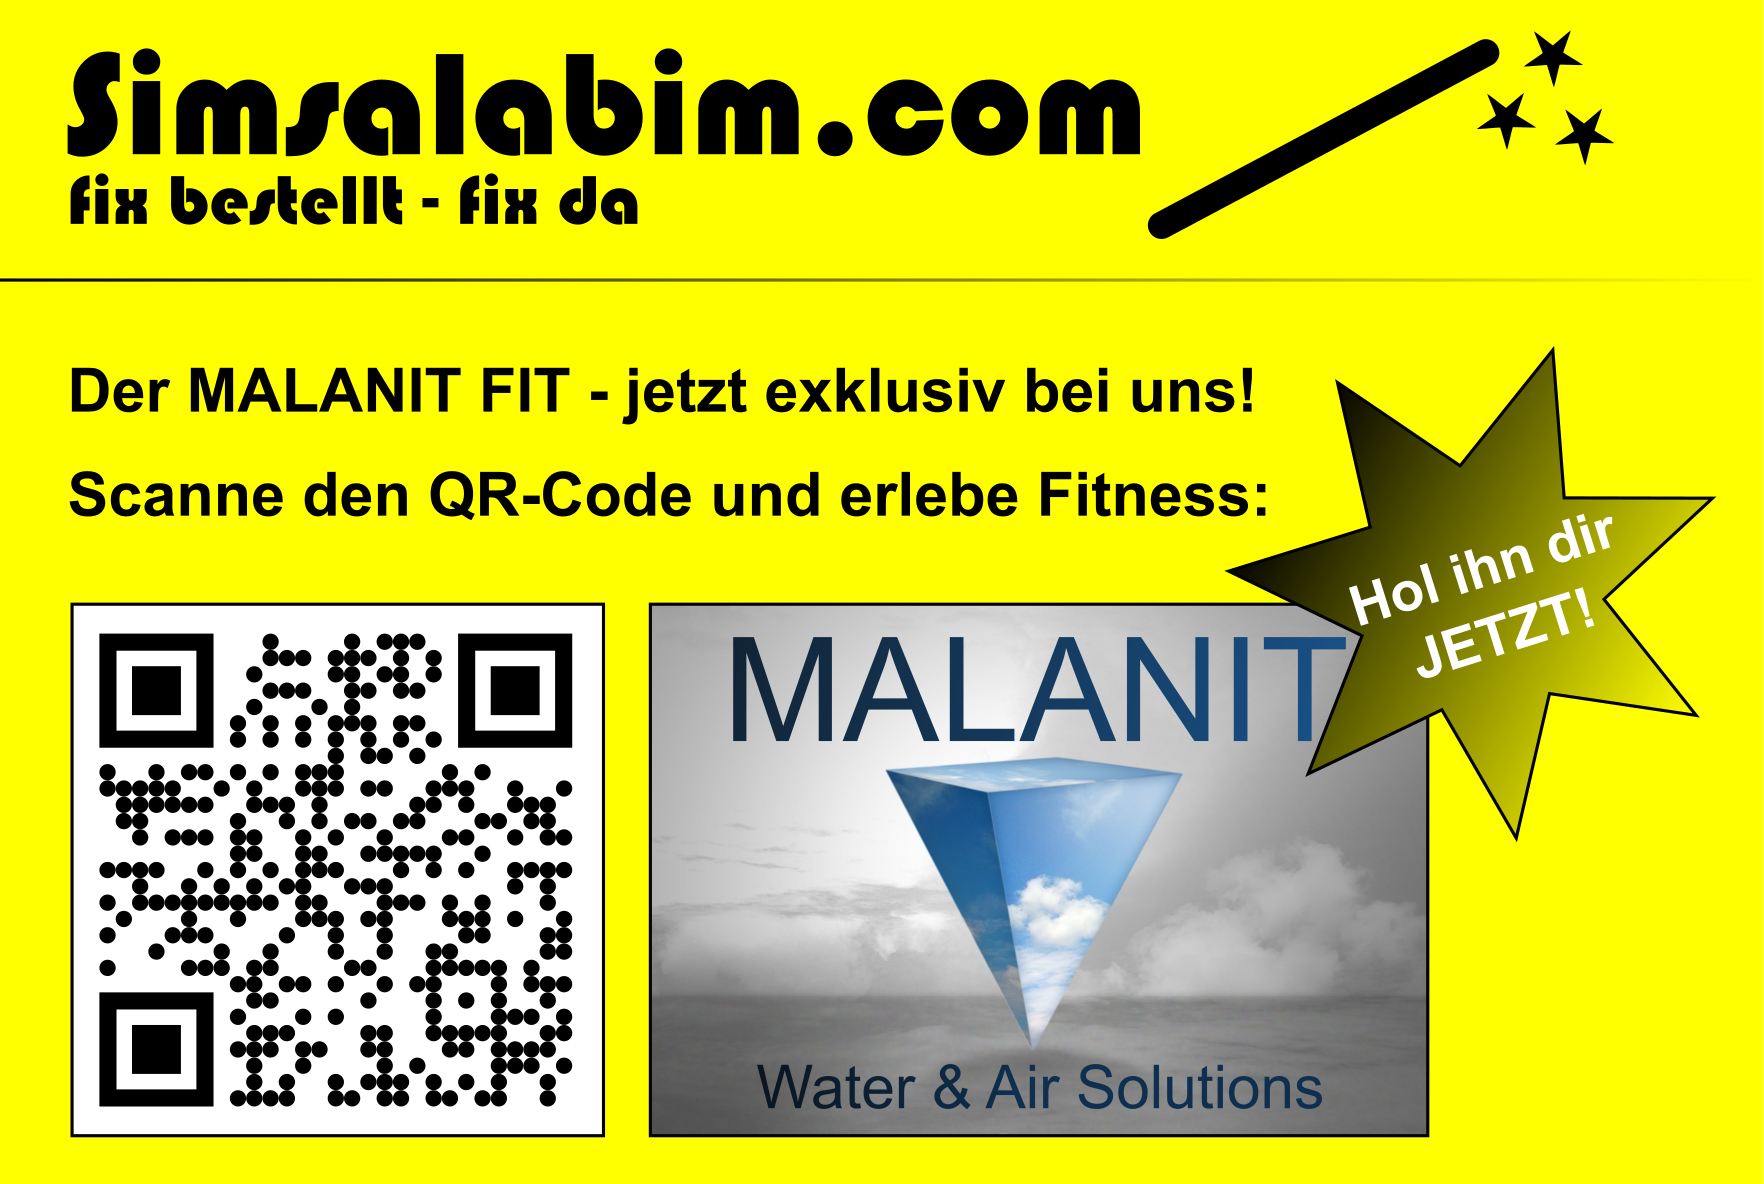 Simsalabim.com
fix bestellt - fix da
Der MALANIT FIT - jetzt exklusiv bei uns!
Scanne den QR-Code und erlebe Fitness:
Hol ihn dir
JETZT!
MALANIT
Water & Air Solutions